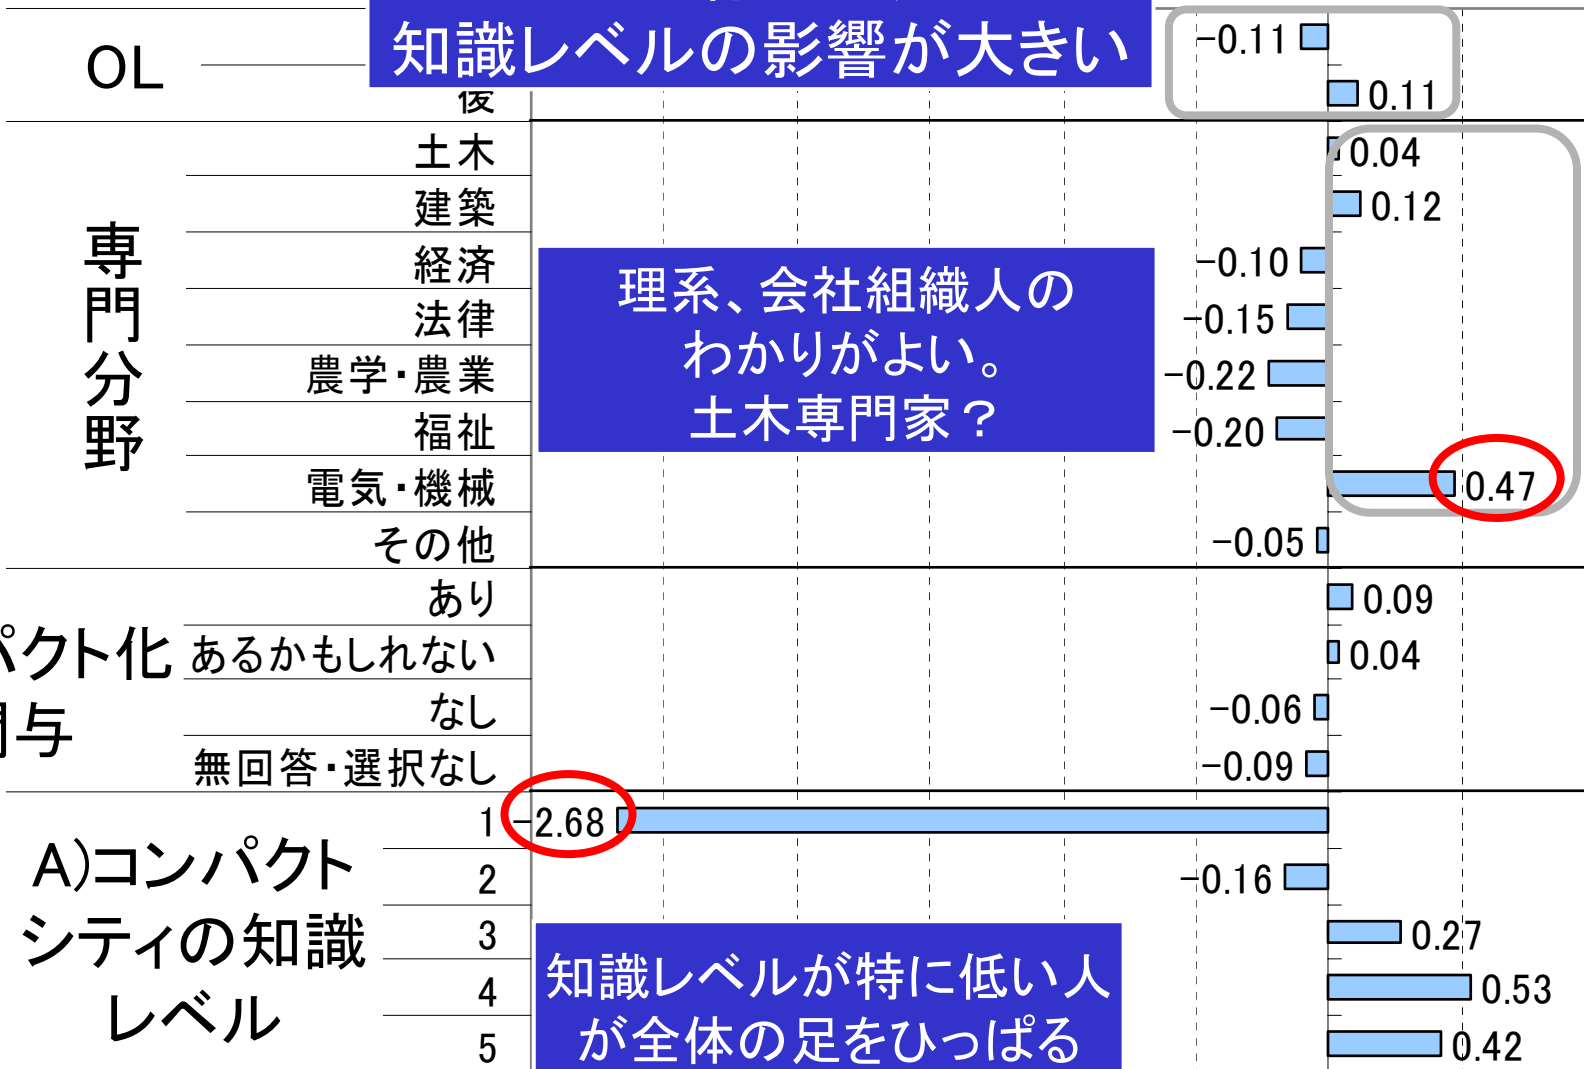 知識レベルの影響が大きい
OL
-0.11
後 0.11
専門分野
土木 0.04
建築 0.12
経済 -0.10
法律 -0.15
農学・農業 -0.22
福祉 -0.20
電気・機械 0.47
その他 -0.05
理系、会社組織人の
わかりがよい。
土木専門家?
パクト化
与
あり 0.09
あるかもしれない 0.04
なし -0.06
無回答・選択なし -0.09
A)コンパクト
シティの知識
レベル
1 -2.68
2 -0.16
3 0.27
4 0.53
5 0.42
知識レベルが特に低い人
が全体の足をひっぱる